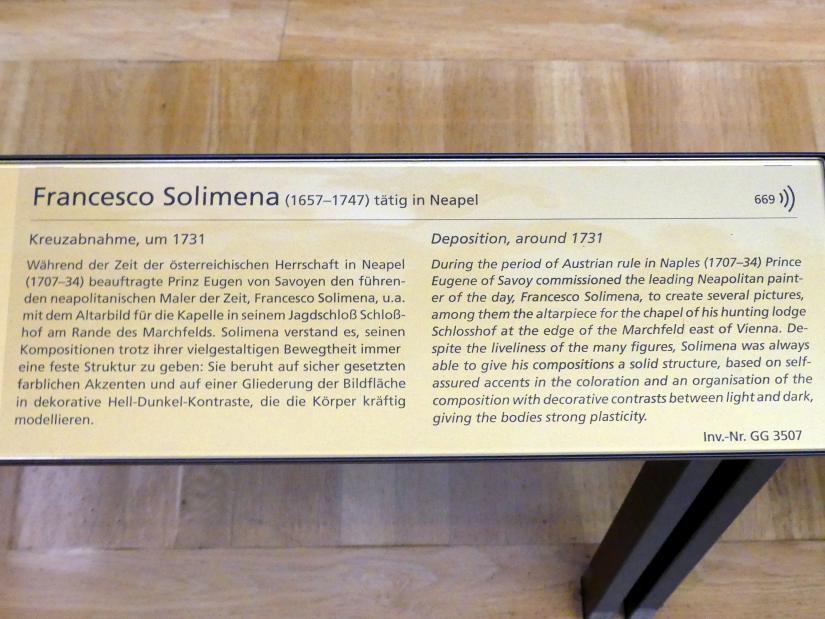 Francesco Solimena (1657–1747) tätig in Neapel
669
Kreuzabnahme, um 1731
Während der Zeit der österreichischen Herrschaft in Neapel
(1707–34) beauftragte Prinz Eugen von Savoyen den führen-
den neapolitanischen Maler der Zeit, Francesco Solimena, u.a.
mit dem Altarbild für die Kapelle in seinem Jagdschloß Schloß-
hof am Rande des Marchfelds. Solimena verstand es, seinen
Kompositionen trotz ihrer vielgestaltigen Bewegtheit immer
eine feste Struktur zu geben: Sie beruht auf sicher gesetzten
farblichen Akzenten und auf einer Gliederung der Bildfläche
in dekorative Hell-Dunkel-Kontraste, die die Körper kräftig
modellieren.
Deposition, around 1731
During the period of Austrian rule in Naples (1707–34) Prince
Eugene of Savoy commissioned the leading Neapolitan paint-
er of the day, Francesco Solimena, to create several pictures,
among them the altarpiece for the chapel of his hunting lodge
Schlosshof at the edge of the Marchfeld east of Vienna. De-
spite the liveliness of the many figures, Solimena was always
able to give his compositions a solid structure, based on self-
assured accents in the coloration and an organisation of the
composition with decorative contrasts between light and dark,
giving the bodies strong plasticity.
Inv.-Nr. GG 3507